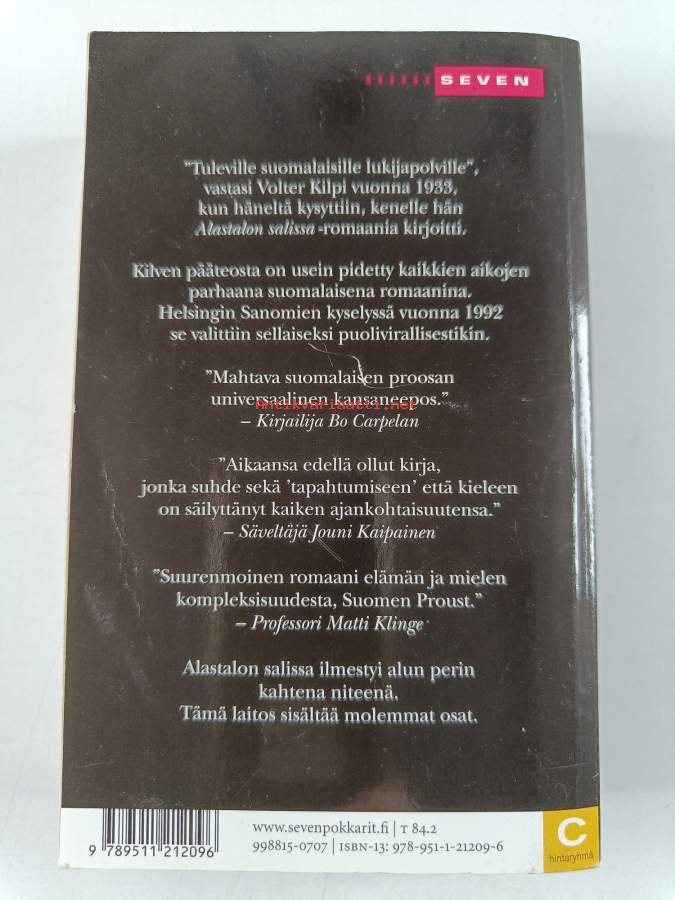 SEVEN
"Tuleville suomalaisille lukijapolville",
vastasi Volter Kilpi vuonna 1933,
kun häneltä kysyttiin, kenelle hän
Alastalon salissa -romaania kirjoitti.
Kilven pääteosta on usein pidetty kaikkien aikojen
parhaana suomalaisena romaanina.
Helsingin Sanomien kyselyssä vuonna 1992
se valittiin sellaiseksi puolivirallisestikin.
"Mahtava suomalaisen proosan
universaalinen kansaneepos."
Antikvariaatti.net
– Kirjailija Bo Carpelan
"Aikaansa edellä ollut kirja,
jonka suhde sekä 'tapahtumiseen' että kieleen
on säilyttänyt kaiken ajankohtaisuutensa."
– Säveltäjä Jouni Kaipainen
"Suurenmoinen romaani elämän ja mielen
kompleksisuudesta, Suomen Proust."
– Professori Matti Klinge
Alastalon salissa ilmestyi alun perin
kahtena niteenä.
Tämä laitos sisältää molemmat osat.
www.sevenpokkarit.fi | T 84.2
998815-0707 | ISBN-13: 978-951-1-21209-6
9 789511 212096
C
hintaryhmä